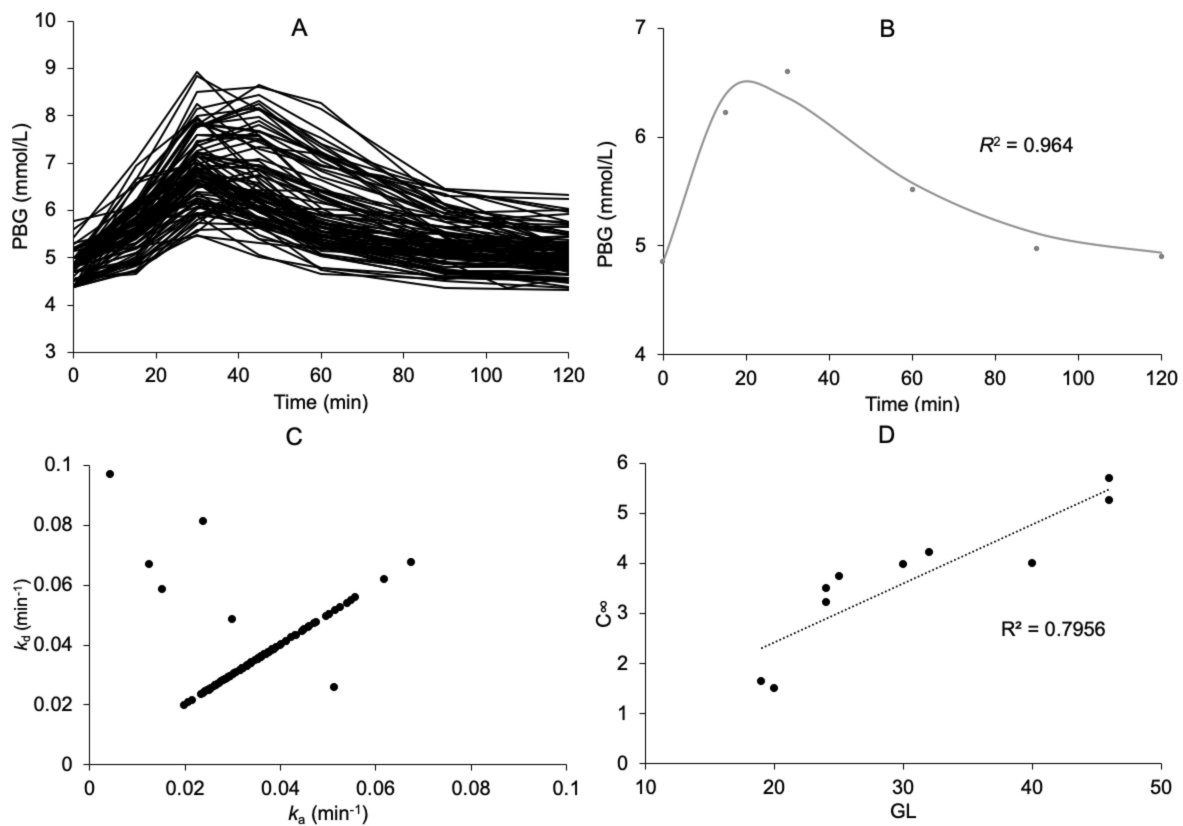 A
PBG (mmol/L)
10
9
8
7
6
5
4
3
0 20 40 60 80 100 120
Time (min)
B
PBG (mmol/L)
7
6
5
4
R² = 0.964
0 20 40 60 80 100 120
Time (min)
C
kd (min⁻¹)
0.1
0.08
0.06
0.04
0.02
0
0 0.02 0.04 0.06 0.08 0.1
ka (min⁻¹)
D
C∞
6
5
4
3
2
1
0
R² = 0.7956
10 20 30 40 50
GL